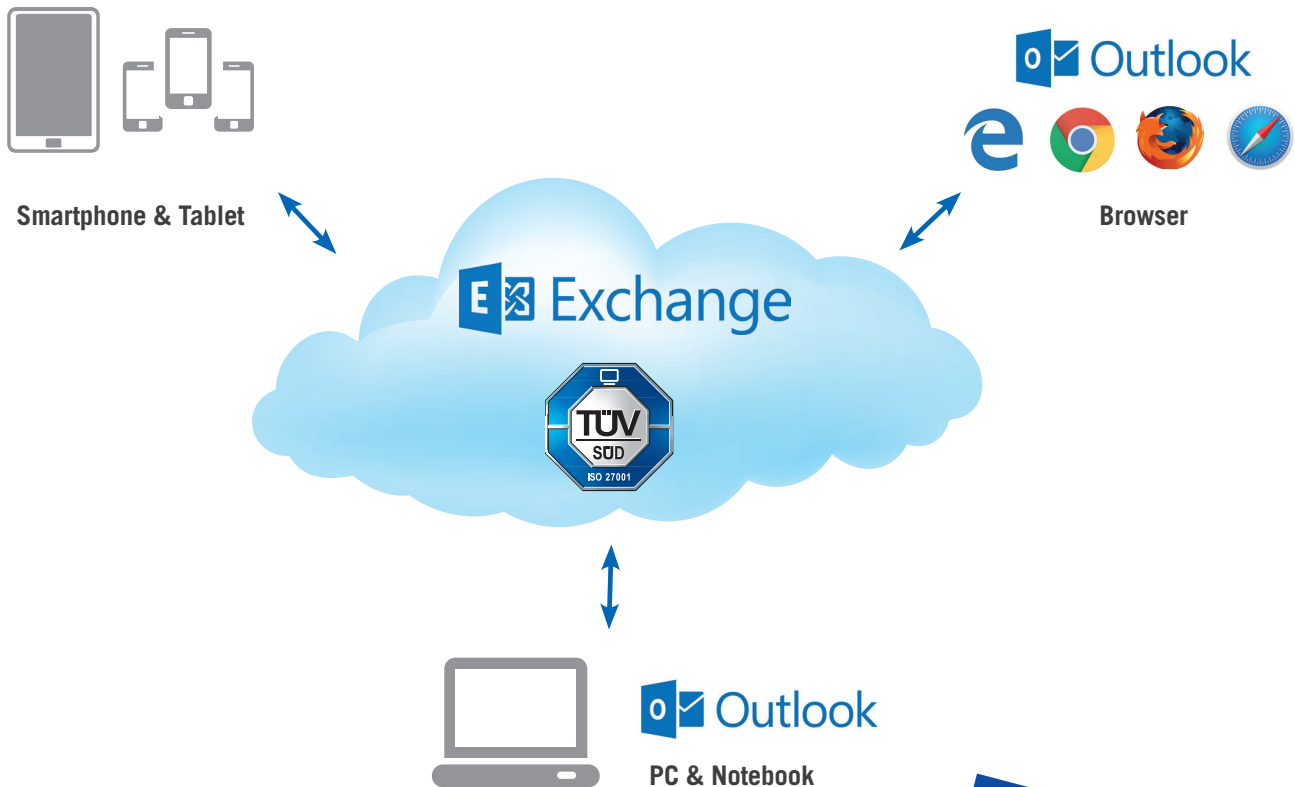 Outlook
Smartphone & Tablet
Browser
Exchange
TÜV
SÜD
ISO 27001
Outlook
PC & Notebook